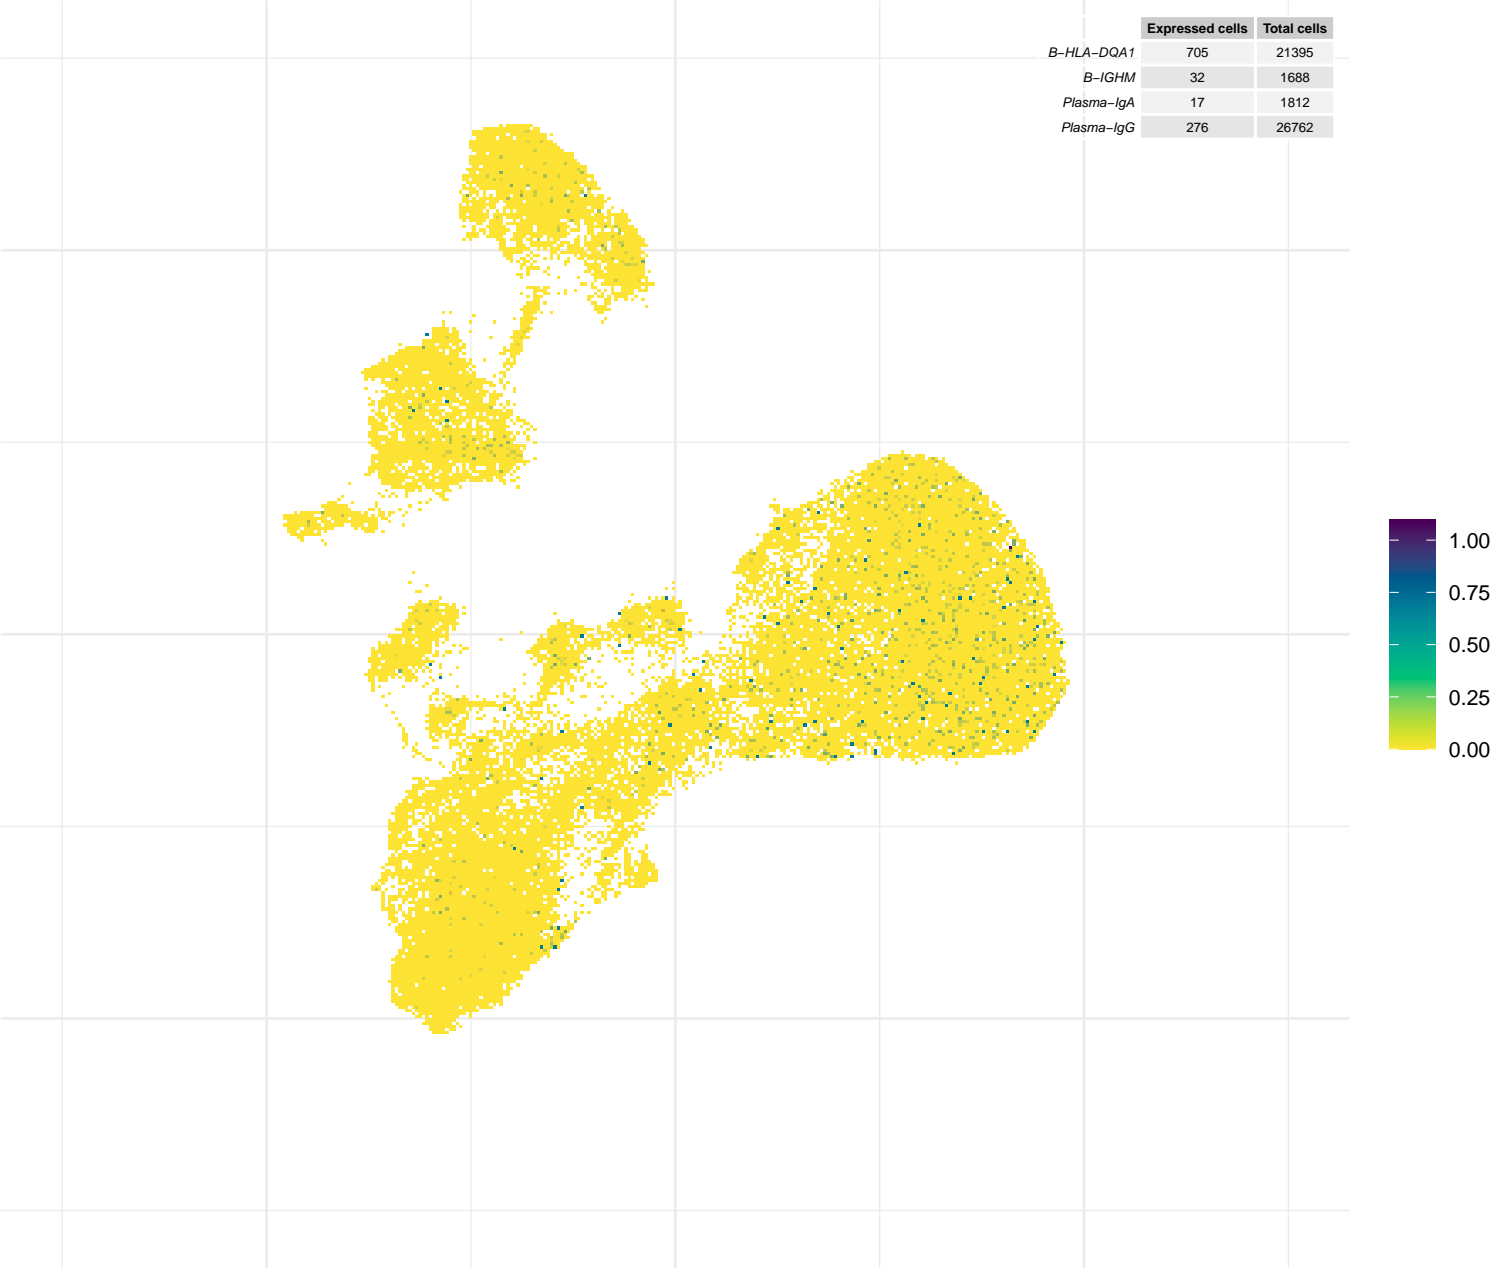 Expressed cells Total cells
B−HLA−DQA1 705 21395
B−IGHM 32 1688
Plasma−IgA 17 1812
Plasma−IgG 276 26762
1.00
0.75
0.50
0.25
0.00